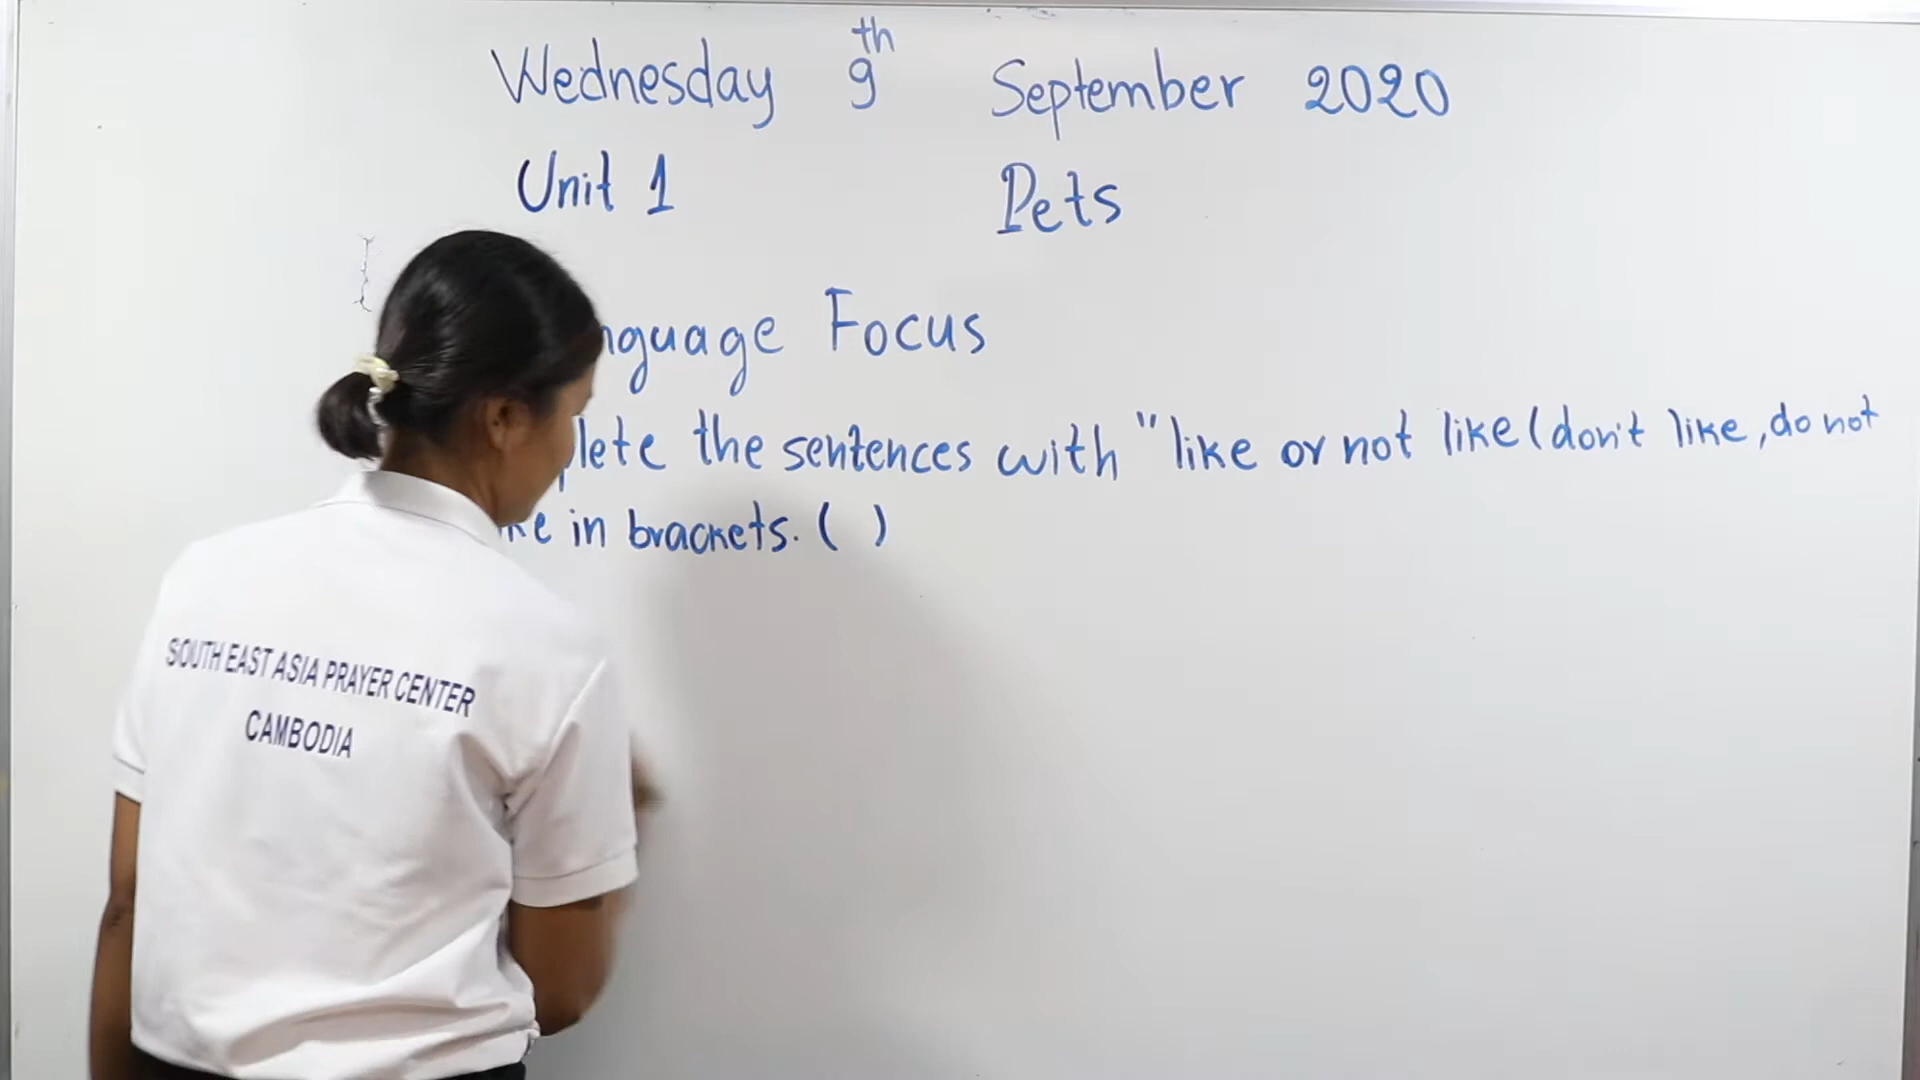 Wednesday 9th September 2020
Unit 1 Pets
nguage Focus
plete the sentences with "like or not like (don't like, do not
ke in brackets. ( )
SOUTH EAST ASIA PRAYER CENTER
CAMBODIA